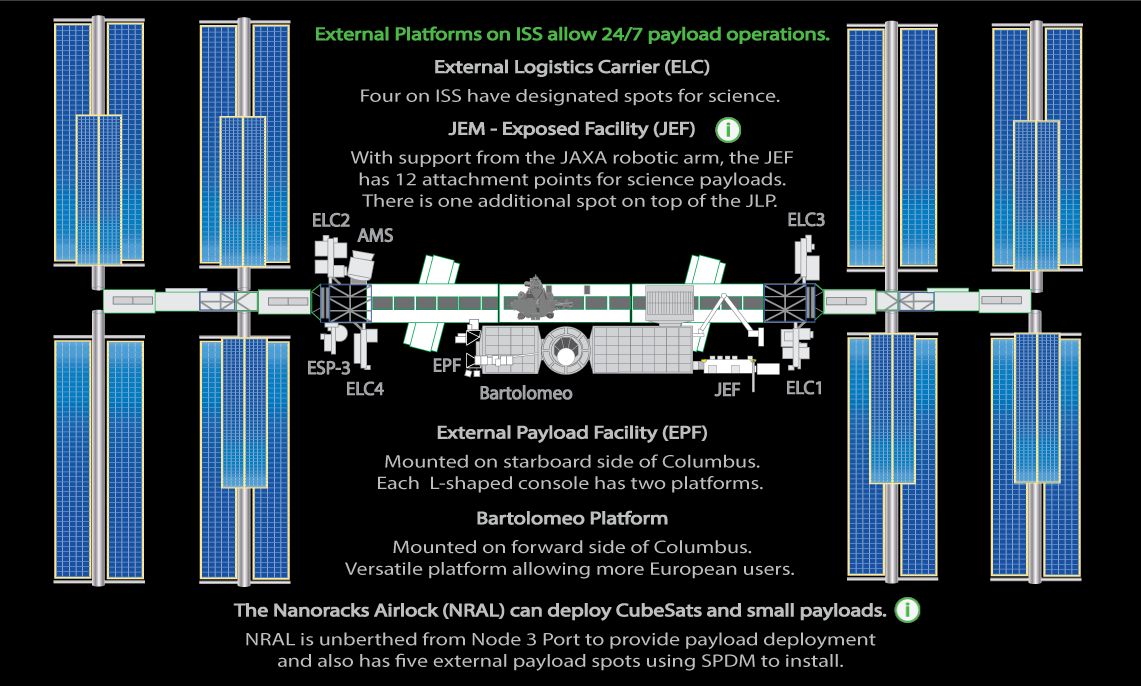 External Platforms on ISS allow 24/7 payload operations.
External Logistics Carrier (ELC)
Four on ISS have designated spots for science.
JEM - Exposed Facility (JEF)
i
With support from the JAXA robotic arm, the JEF
has 12 attachment points for science payloads.
There is one additional spot on top of the JLP.
ELC2
AMS
ELC3
ESP-3
ELC4
EPF
Bartolomeo
JEF
ELC1
External Payload Facility (EPF)
Mounted on starboard side of Columbus.
Each L-shaped console has two platforms.
Bartolomeo Platform
Mounted on forward side of Columbus.
Versatile platform allowing more European users.
The Nanoracks Airlock (NRAL) can deploy CubeSats and small payloads.
i
NRAL is unberthed from Node 3 Port to provide payload deployment
and also has five external payload spots using SPDM to install.